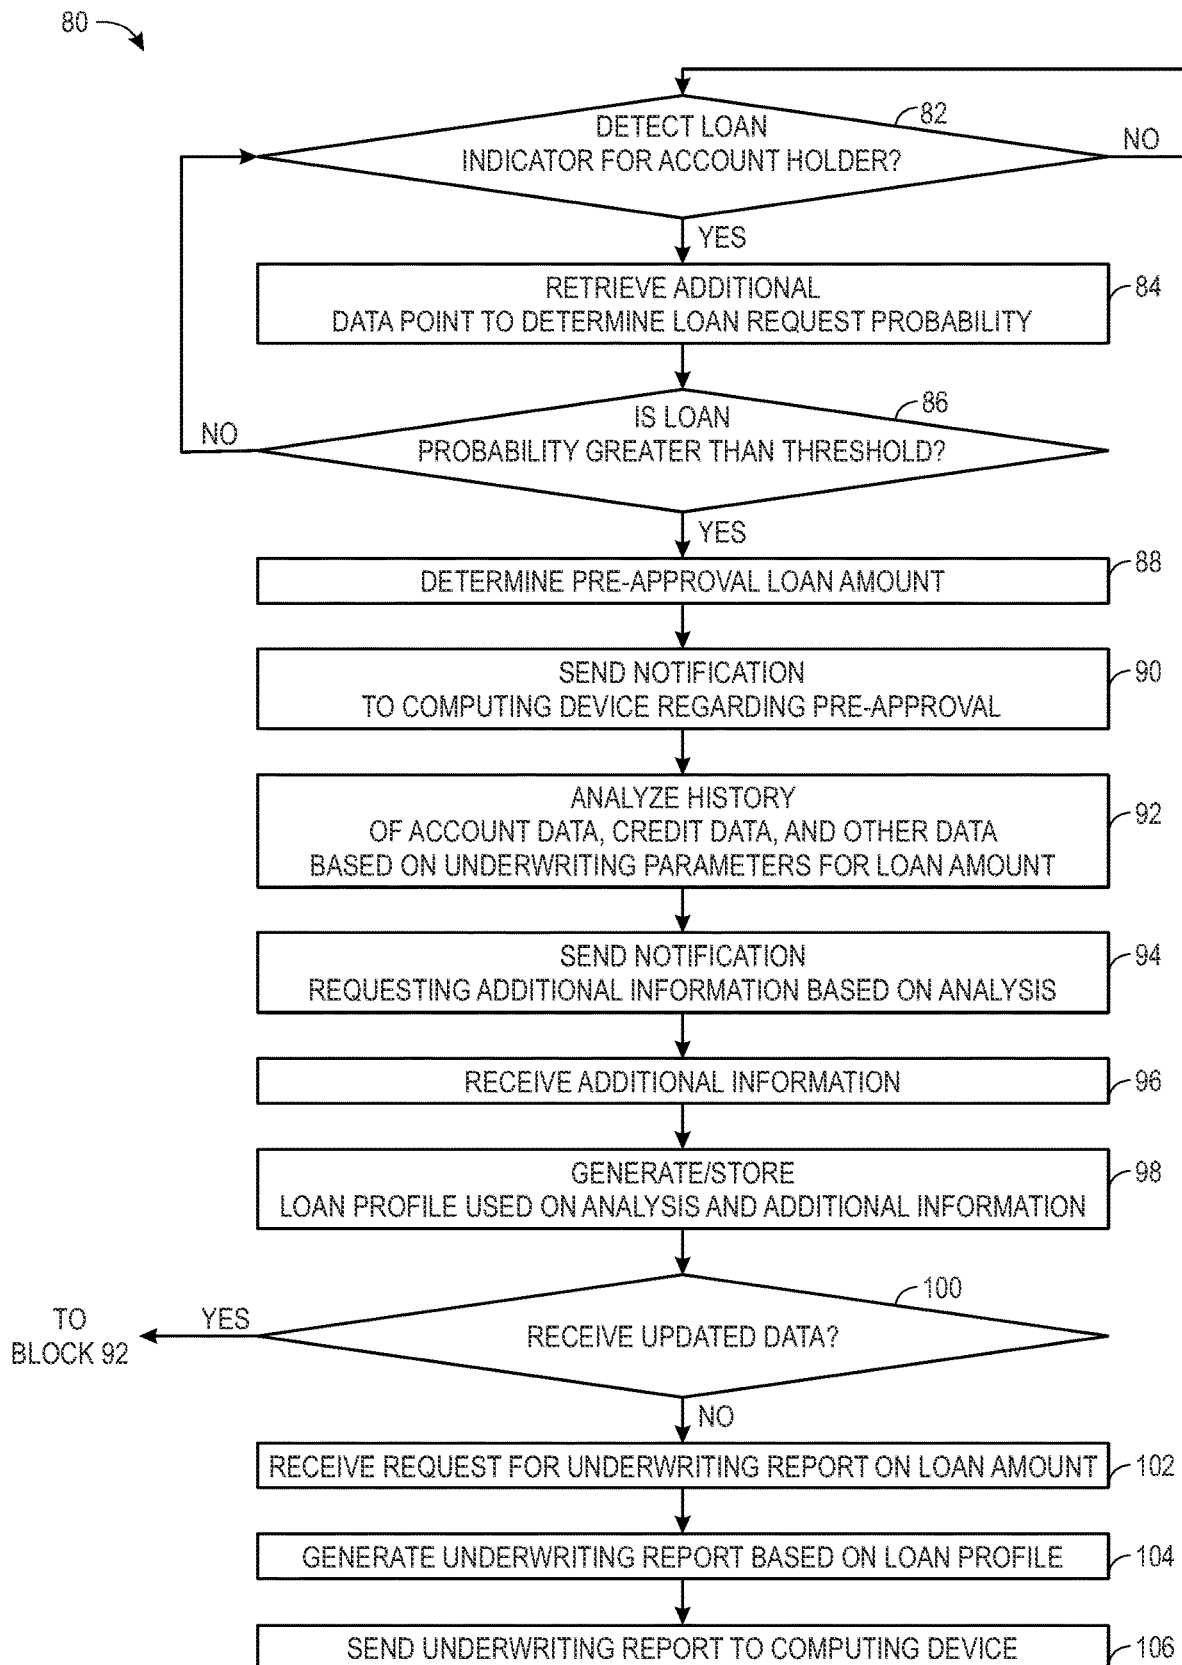 80
82
DETECT LOAN
INDICATOR FOR ACCOUNT HOLDER?
NO
YES
RETRIEVE ADDITIONAL
DATA POINT TO DETERMINE LOAN REQUEST PROBABILITY
84
86
IS LOAN
PROBABILITY GREATER THAN THRESHOLD?
NO
YES
DETERMINE PRE-APPROVAL LOAN AMOUNT
88
SEND NOTIFICATION
TO COMPUTING DEVICE REGARDING PRE-APPROVAL
90
ANALYZE HISTORY
OF ACCOUNT DATA, CREDIT DATA, AND OTHER DATA
BASED ON UNDERWRITING PARAMETERS FOR LOAN AMOUNT
92
SEND NOTIFICATION
REQUESTING ADDITIONAL INFORMATION BASED ON ANALYSIS
94
RECEIVE ADDITIONAL INFORMATION
96
GENERATE/STORE
LOAN PROFILE USED ON ANALYSIS AND ADDITIONAL INFORMATION
98
100
RECEIVE UPDATED DATA?
YES
TO
BLOCK 92
NO
RECEIVE REQUEST FOR UNDERWRITING REPORT ON LOAN AMOUNT
102
GENERATE UNDERWRITING REPORT BASED ON LOAN PROFILE
104
SEND UNDERWRITING REPORT TO COMPUTING DEVICE
106